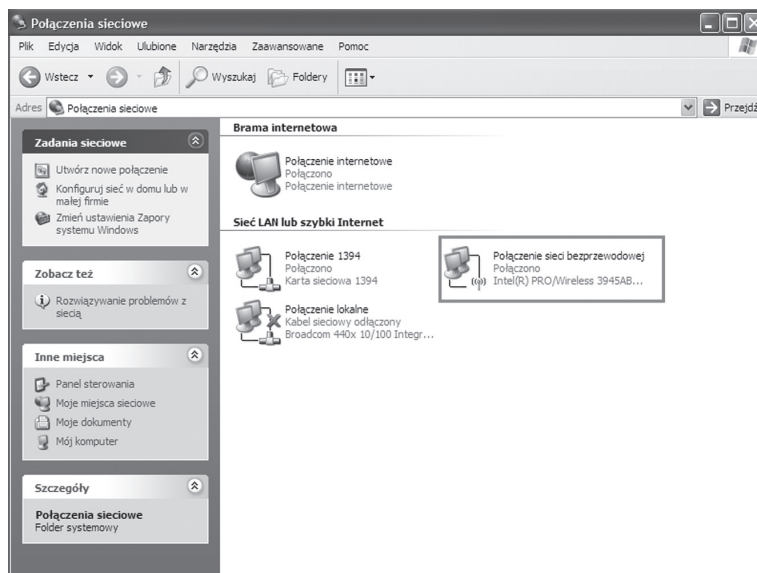 Połączenia sieciowe
Plik Edycja Widok Ulubione Narzędzia Zaawansowane Pomoc
Wstecz Wyszukaj Foldery
Adres Połączenia sieciowe Przejdź
Zadania sieciowe
Utwórz nowe połączenie
Konfiguruj sieć w domu lub w
małej firmie
Zmień ustawienia Zapory
systemu Windows
Zobacz też
Rozwiązywanie problemów z
siecią
Inne miejsca
Panel sterowania
Moje miejsca sieciowe
Moje dokumenty
Mój komputer
Szczegóły
Połączenia sieciowe
Folder systemowy
Brama internetowa
Połączenie internetowe
Połączono
Połączenie internetowe
Sieć LAN lub szybki Internet
Połączenie 1394
Połączono
Karta sieciowa 1394
Połączenie sieci bezprzewodowej
Połączono
Intel(R) PRO/Wireless 3945AB...
Połączenie lokalne
Kabel sieciowy odłączony
Broadcom 440x 10/100 Integr...